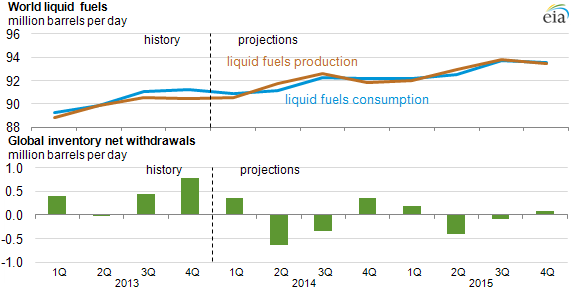 World liquid fuels
million barrels per day
eia
96
history
projections
94
liquid fuels production
92
liquid fuels consumption
90
88
Global inventory net withdrawals
million barrels per day
1.0
history
projections
0.5
0.0
-0.5
-1.0
1Q 2Q 3Q 4Q 1Q 2Q 3Q 4Q 1Q 2Q 3Q 4Q
2013 2014 2015